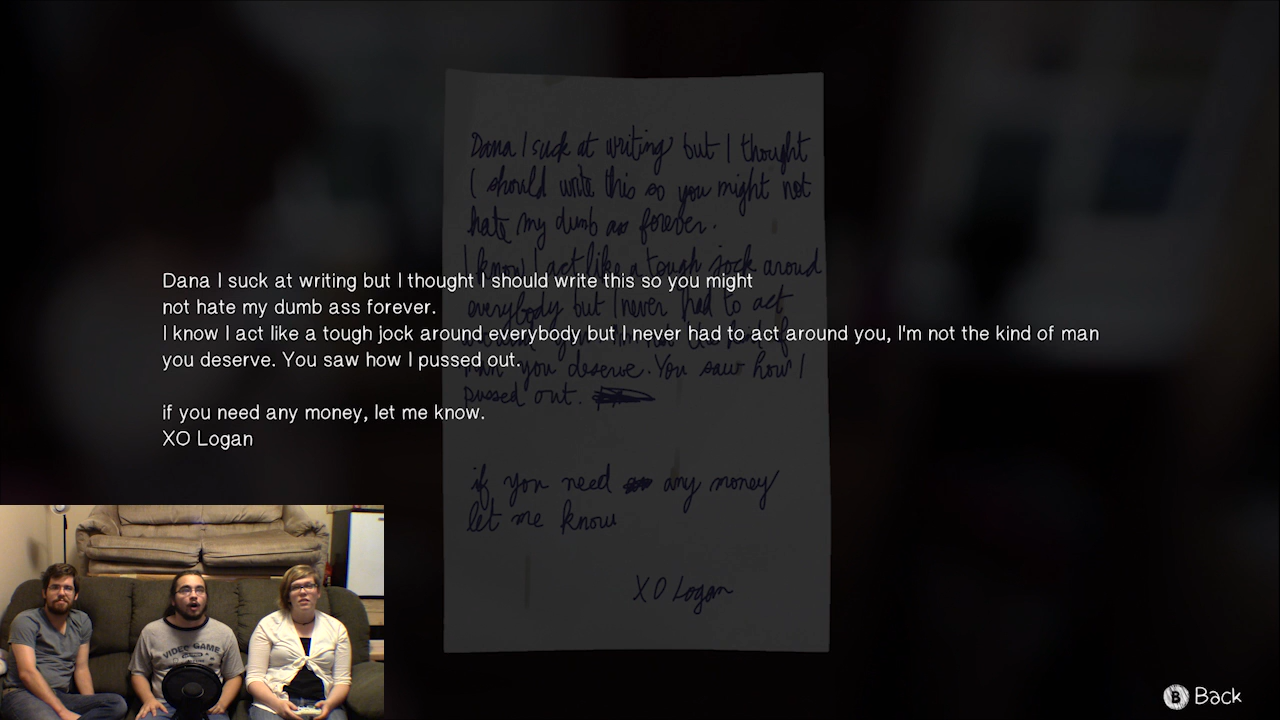 Dana I suck at writing but I thought
I should write this so you might not
hate my dumb ass forever.
I know I act like a tough jock around
everybody but I never had to act
man you deserve. You saw how I
pussed out.
if you need any money
let me know
XO Logan
Dana I suck at writing but I thought I should write this so you might
not hate my dumb ass forever.
I know I act like a tough jock around everybody but I never had to act around you, I'm not the kind of man
you deserve. You saw how I pussed out.
if you need any money, let me know.
XO Logan
VIDEO GAME
B Back